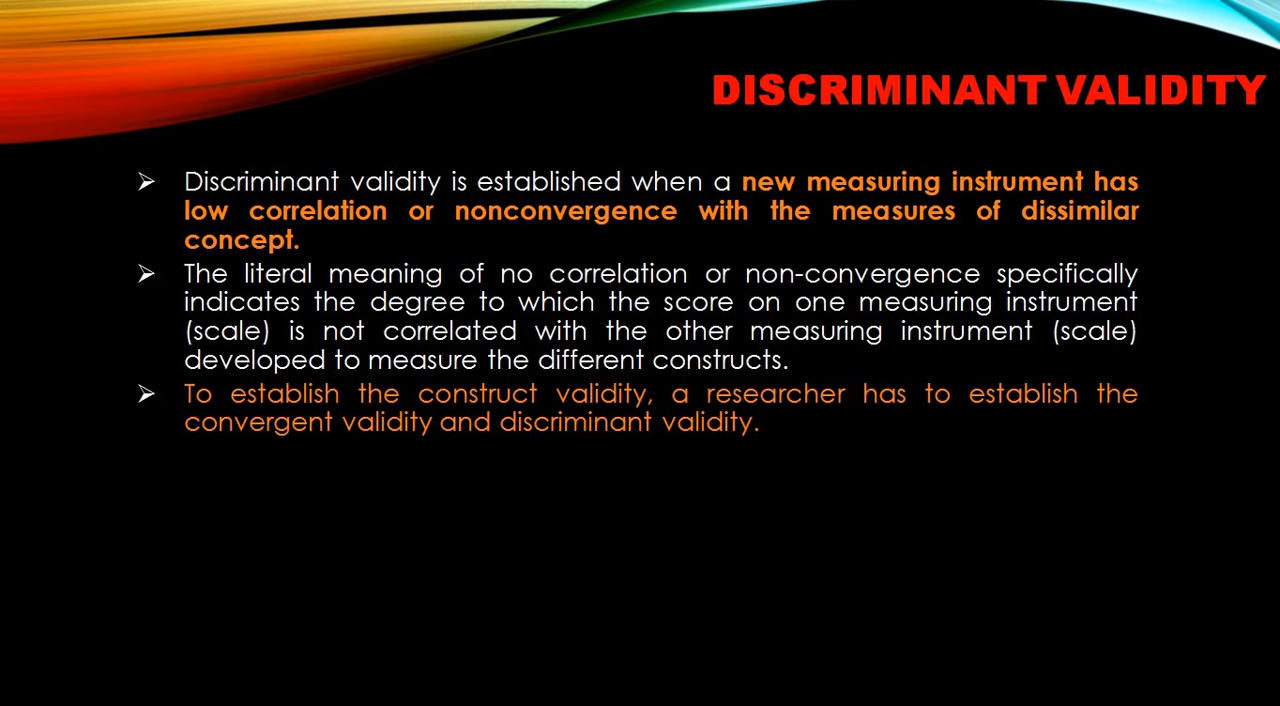 DISCRIMINANT VALIDITY
➢ Discriminant validity is established when a new measuring instrument has
low correlation or nonconvergence with the measures of dissimilar
concept.
➢ The literal meaning of no correlation or non-convergence specifically
indicates the degree to which the score on one measuring instrument
(scale) is not correlated with the other measuring instrument (scale)
developed to measure the different constructs.
➢ To establish the construct validity, a researcher has to establish the
convergent validity and discriminant validity.